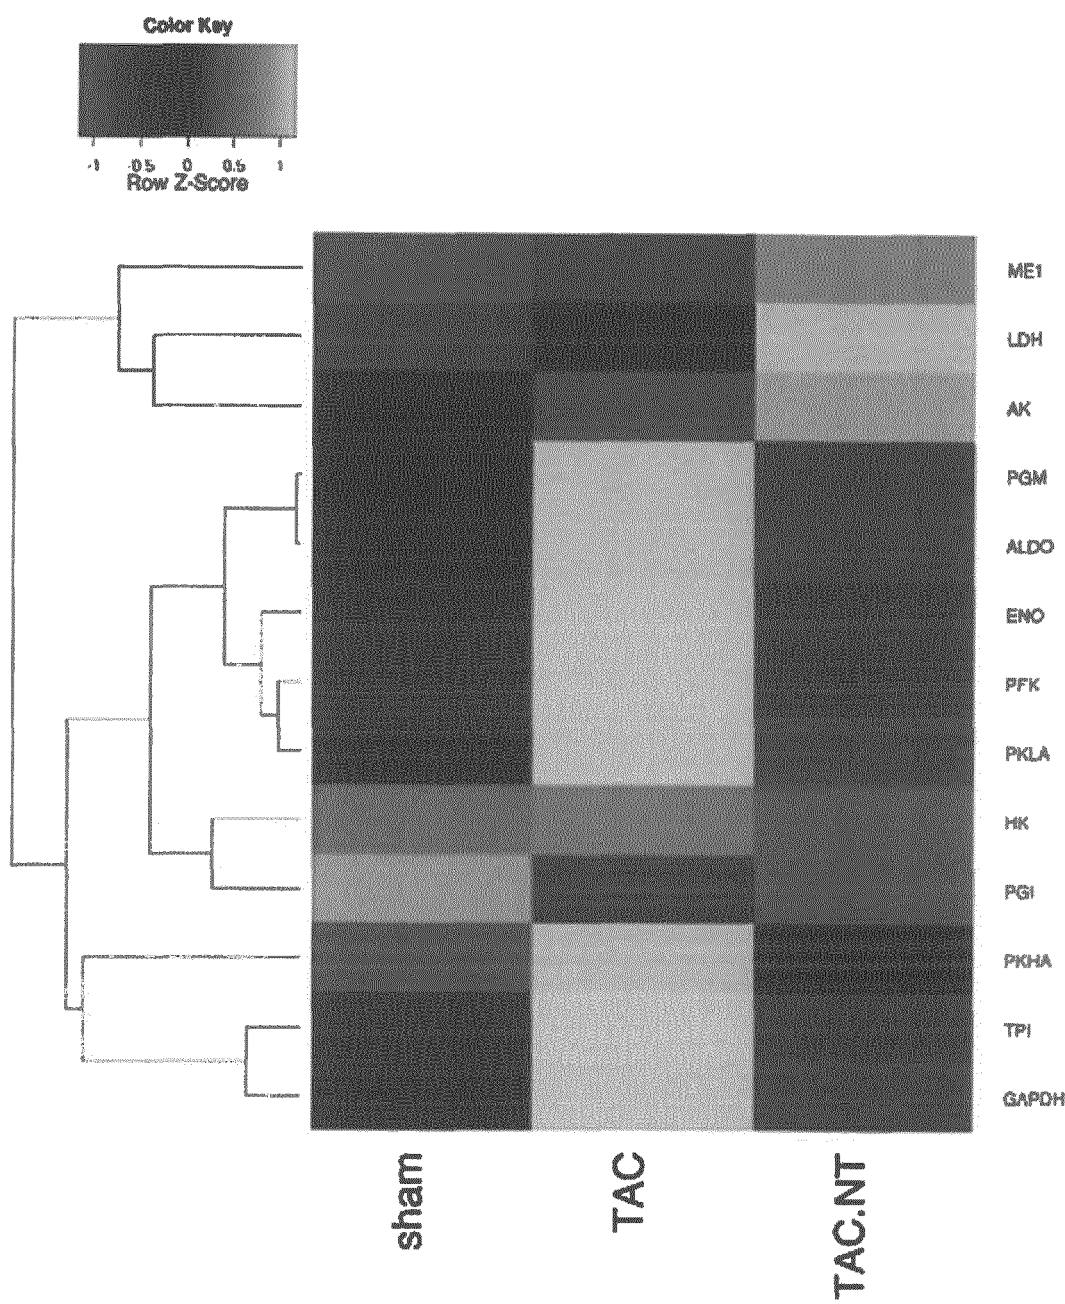 Color Key
-1 -0.5 0 0.5 1
Row Z-Score
ME1
LDH
AK
PGM
ALDO
ENO
PFK
PKLA
HK
PGI
PKHA
TPI
GAPDH
sham
TAC
TAC.NT